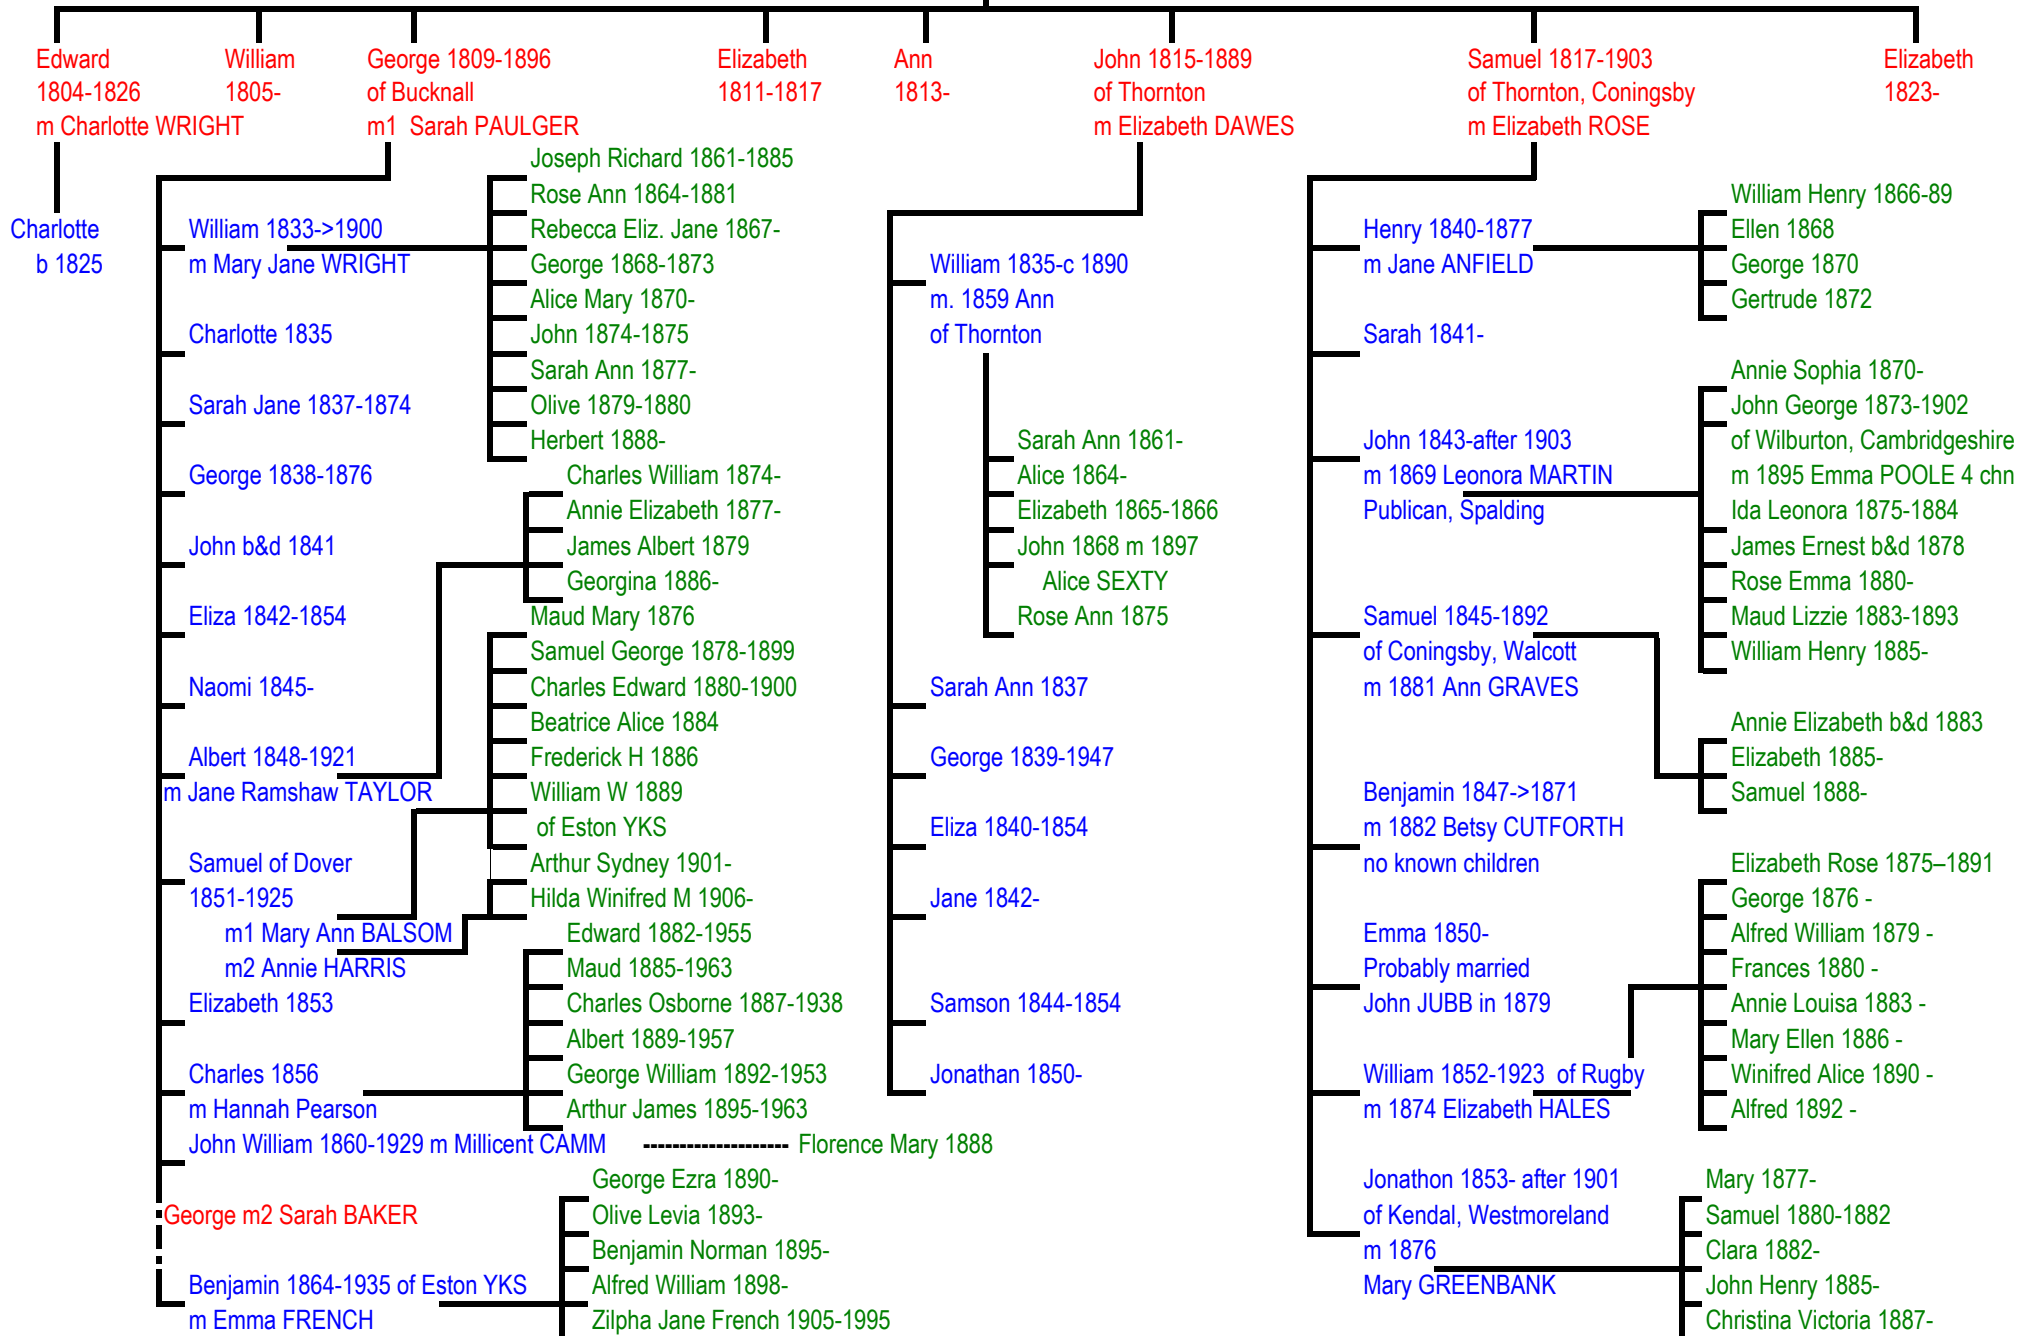 Edward
1804-1826
m Charlotte WRIGHT
William
1805-
George 1809-1896
of Bucknall
m1 Sarah PAULGER
Elizabeth
1811-1817
Ann
1813-
John 1815-1889
of Thornton
m Elizabeth DAWES
Samuel 1817-1903
of Thornton, Coningsby
m Elizabeth ROSE
Elizabeth
1823-
Charlotte
b 1825
William 1833->1900
m Mary Jane WRIGHT
Charlotte 1835
Sarah Jane 1837-1874
George 1838-1876
John b&d 1841
Eliza 1842-1854
Naomi 1845-
Albert 1848-1921
m Jane Ramshaw TAYLOR
Samuel of Dover
1851-1925
m1 Mary Ann BALSOM
m2 Annie HARRIS
Elizabeth 1853
Charles 1856
m Hannah Pearson
John William 1860-1929 m Millicent CAMM -------------------- Florence Mary 1888
George m2 Sarah BAKER
Benjamin 1864-1935 of Eston YKS
m Emma FRENCH
Joseph Richard 1861-1885
Rose Ann 1864-1881
Rebecca Eliz. Jane 1867-
George 1868-1873
Alice Mary 1870-
John 1874-1875
Sarah Ann 1877-
Olive 1879-1880
Herbert 1888-
Charles William 1874-
Annie Elizabeth 1877-
James Albert 1879
Georgina 1886-
Maud Mary 1876
Samuel George 1878-1899
Charles Edward 1880-1900
Beatrice Alice 1884
Frederick H 1886
William W 1889
of Eston YKS
Arthur Sydney 1901-
Hilda Winifred M 1906-
Edward 1882-1955
Maud 1885-1963
Charles Osborne 1887-1938
Albert 1889-1957
George William 1892-1953
Arthur James 1895-1963
George Ezra 1890-
Olive Levia 1893-
Benjamin Norman 1895-
Alfred William 1898-
Zilpha Jane French 1905-1995
William 1835-c 1890
m. 1859 Ann
of Thornton
Sarah Ann 1861-
Alice 1864-
Elizabeth 1865-1866
John 1868 m 1897
Alice SEXTY
Rose Ann 1875
Sarah Ann 1837
George 1839-1947
Eliza 1840-1854
Jane 1842-
Samson 1844-1854
Jonathan 1850-
Henry 1840-1877
m Jane ANFIELD
Sarah 1841-
John 1843-after 1903
m 1869 Leonora MARTIN
Publican, Spalding
Samuel 1845-1892
of Coningsby, Walcott
m 1881 Ann GRAVES
Benjamin 1847->1871
m 1882 Betsy CUTFORTH
no known children
Emma 1850-
Probably married
John JUBB in 1879
William 1852-1923 of Rugby
m 1874 Elizabeth HALES
Jonathon 1853- after 1901
of Kendal, Westmoreland
m 1876
Mary GREENBANK
William Henry 1866-89
Ellen 1868
George 1870
Gertrude 1872
Annie Sophia 1870-
John George 1873-1902
of Wilburton, Cambridgeshire
m 1895 Emma POOLE 4 chn
Ida Leonora 1875-1884
James Ernest b&d 1878
Rose Emma 1880-
Maud Lizzie 1883-1893
William Henry 1885-
Annie Elizabeth b&d 1883
Elizabeth 1885-
Samuel 1888-
Elizabeth Rose 1875–1891
George 1876 -
Alfred William 1879 -
Frances 1880 -
Annie Louisa 1883 -
Mary Ellen 1886 -
Winifred Alice 1890 -
Alfred 1892 -
Mary 1877-
Samuel 1880-1882
Clara 1882-
John Henry 1885-
Christina Victoria 1887-